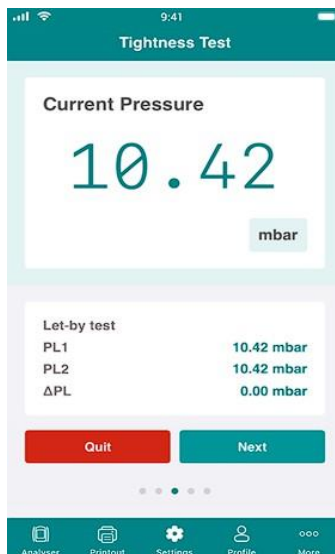 9:41
Tightness Test
Current Pressure
10.42
mbar
Let-by test
PL1 10.42 mbar
PL2 10.42 mbar
ΔPL 0.00 mbar
Quit Next
Analyser Printout Settings Profile More